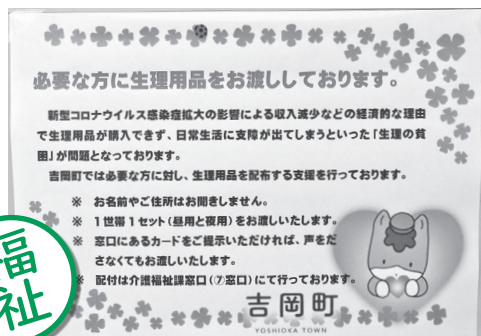 必要な方に生理用品をお渡ししております。
新型コロナウイルス感染症拡大の影響による収入減少などの経済的な理由
で生理用品が購入できず、日常生活に支障が出てしまうといった「生理の貧
困」が問題となっております。
吉岡町では必要な方に対し、生理用品を配布する支援を行っております。
※ お名前やご住所はお聞きしません。
※ 1世帯1セット(昼用と夜用)をお渡しいたします。
※ 窓口にあるカードをご提示いただければ、声をだ
さなくてもお渡しいたします。
※ 配付は介護福祉課窓口(⑦窓口)にて行っております。
福祉
吉岡町
YOSHIOKA TOWN